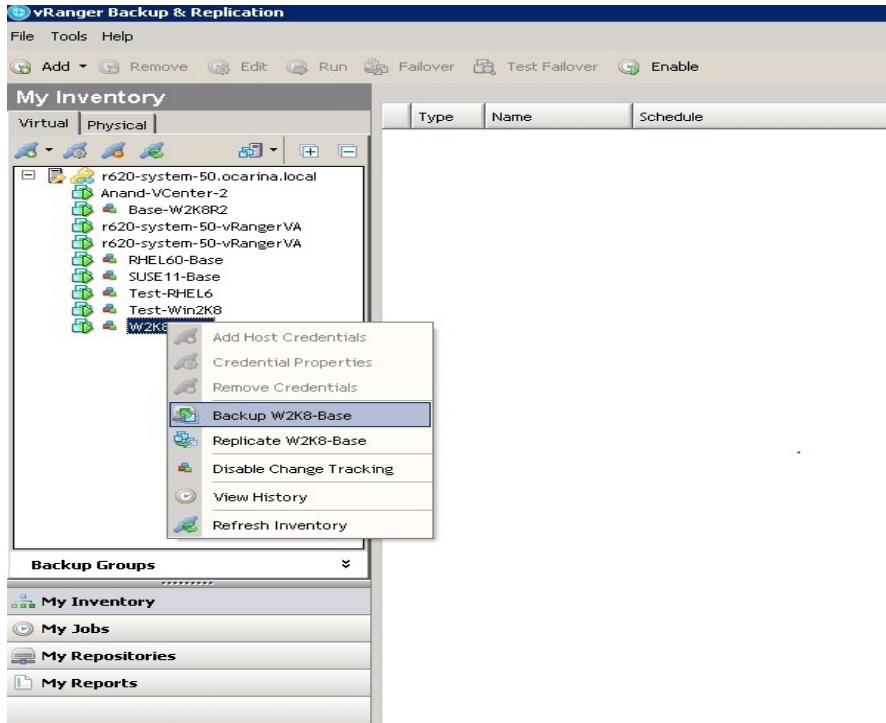 vRanger Backup & Replication
File Tools Help
Add Remove Edit Run Failover Test Failover Enable
My Inventory
Virtual Physical
Type Name Schedule
r620-system-50.ocarina.local
Anand-VCenter-2
Base-W2K8R2
r620-system-50-vRangerVA
r620-system-50-vRangerVA
RHEL60-Base
SUSE11-Base
Test-RHEL6
Test-Win2K8
W2K8
Add Host Credentials
Credential Properties
Remove Credentials
Backup W2K8-Base
Replicate W2K8-Base
Disable Change Tracking
View History
Refresh Inventory
Backup Groups
My Inventory
My Jobs
My Repositories
My Reports